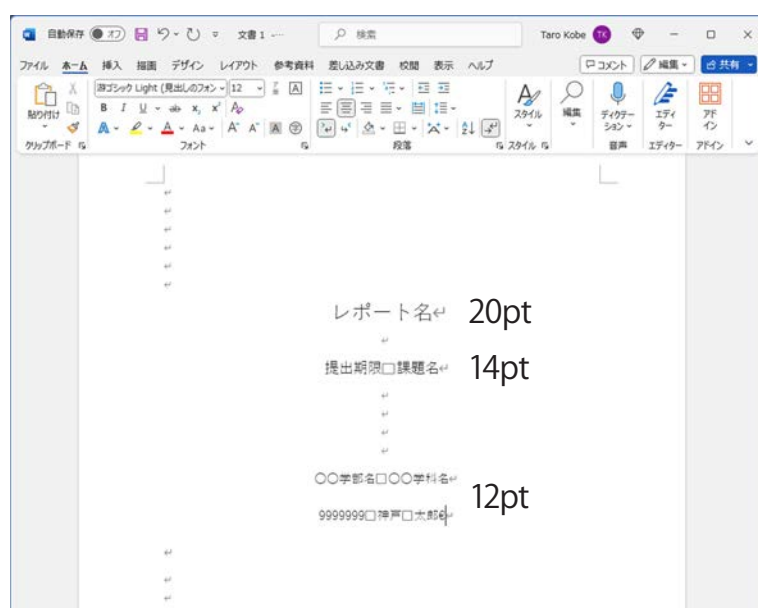 自動保存 オフ 文書 1 - ... 検索 Taro Kobe TK
ファイル ホーム 挿入 描画 デザイン レイアウト 参考資料 差し込み文書 校閲 表示 ヘルプ コメント 編集 共有
貼り付け 游ゴシック Light (見出しのフォン 12
B I U ab x₂ x² A
A A Aa A A A 字
スタイル 編集 ディクテーション エディター アドイン
クリップボード フォント 段落 スタイル 音声 エディター アドイン
レポート名↵ 20pt
提出期限□課題名↵ 14pt
〇〇学部名□〇〇学科名↵
12pt
9999999□神戸□太郎↵